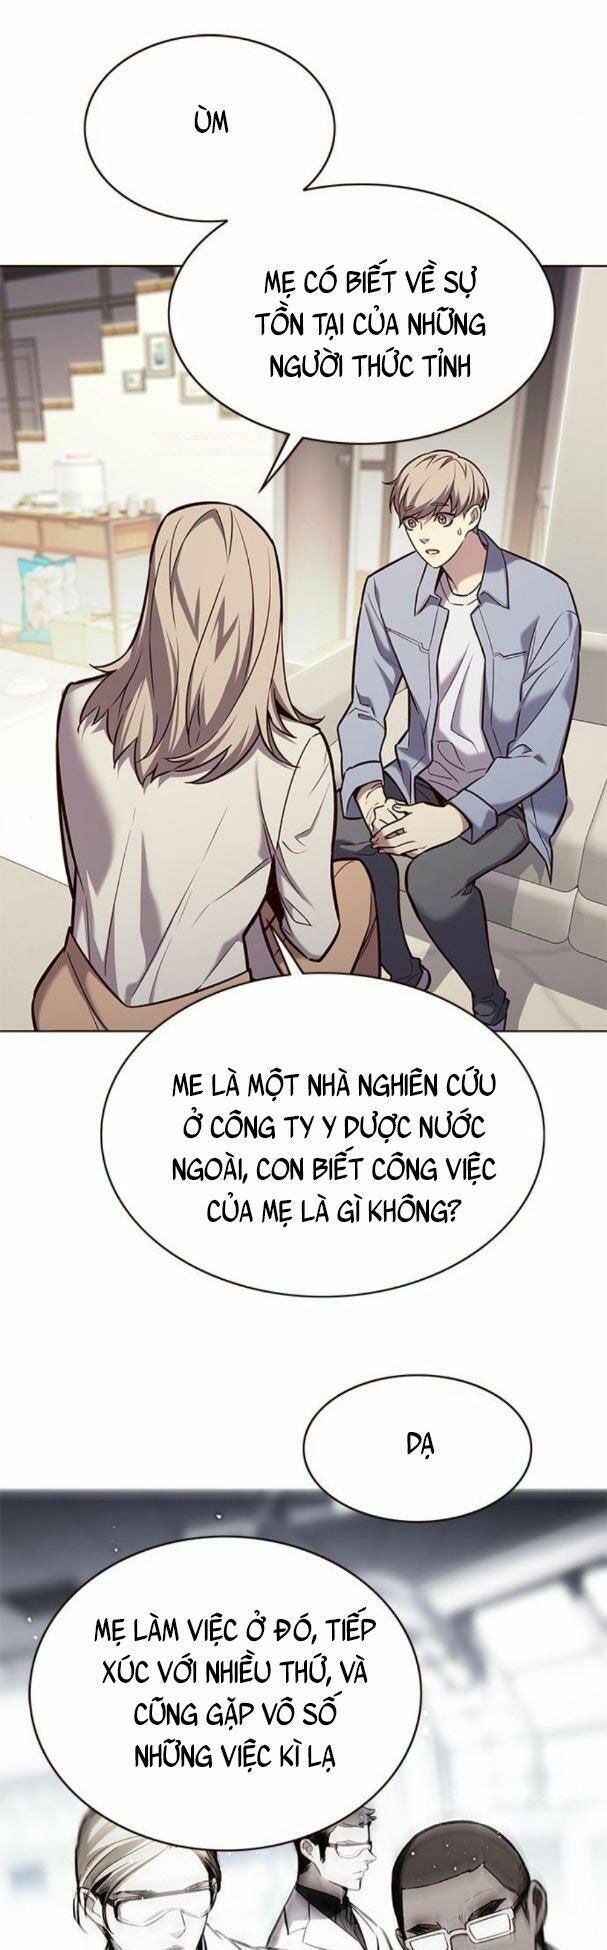 ÙM
MẸ CÓ BIẾT VỀ SỰ
TỒN TẠI CỦA NHỮNG
NGƯỜI THỨC TỈNH
MẸ LÀ MỘT NHÀ NGHIÊN CỨU
Ở CÔNG TY Y DƯỢC NƯỚC
NGOÀI, CON BIẾT CÔNG VIỆC
CỦA MẸ LÀ GÌ KHÔNG?
DẠ
MẸ LÀM VIỆC Ở ĐÓ, TIẾP
XÚC VỚI NHIỀU THỨ, VÀ
CŨNG GẶP VÔ SỐ
NHỮNG VIỆC KÌ LẠ